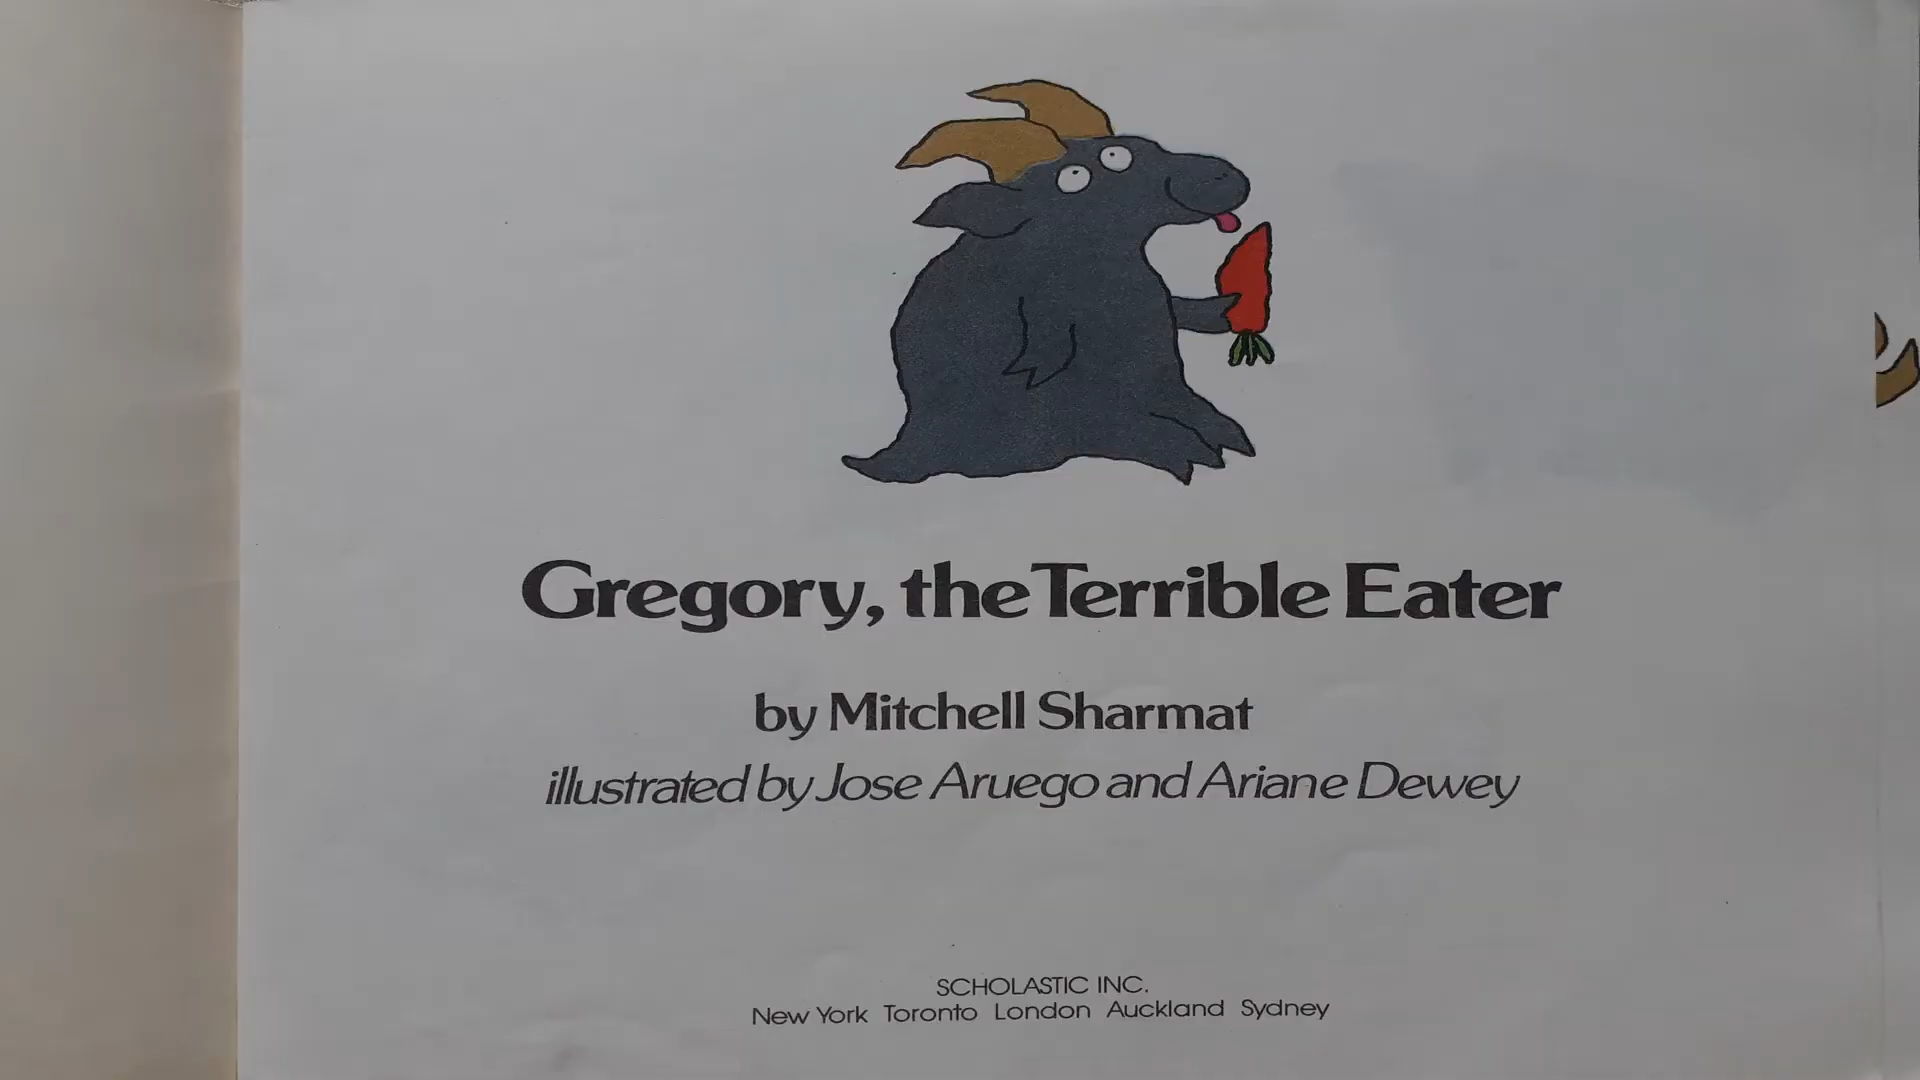 Gregory, the Terrible Eater
by Mitchell Sharmat
illustrated by Jose Aruego and Ariane Dewey
SCHOLASTIC INC.
New York Toronto London Auckland Sydney